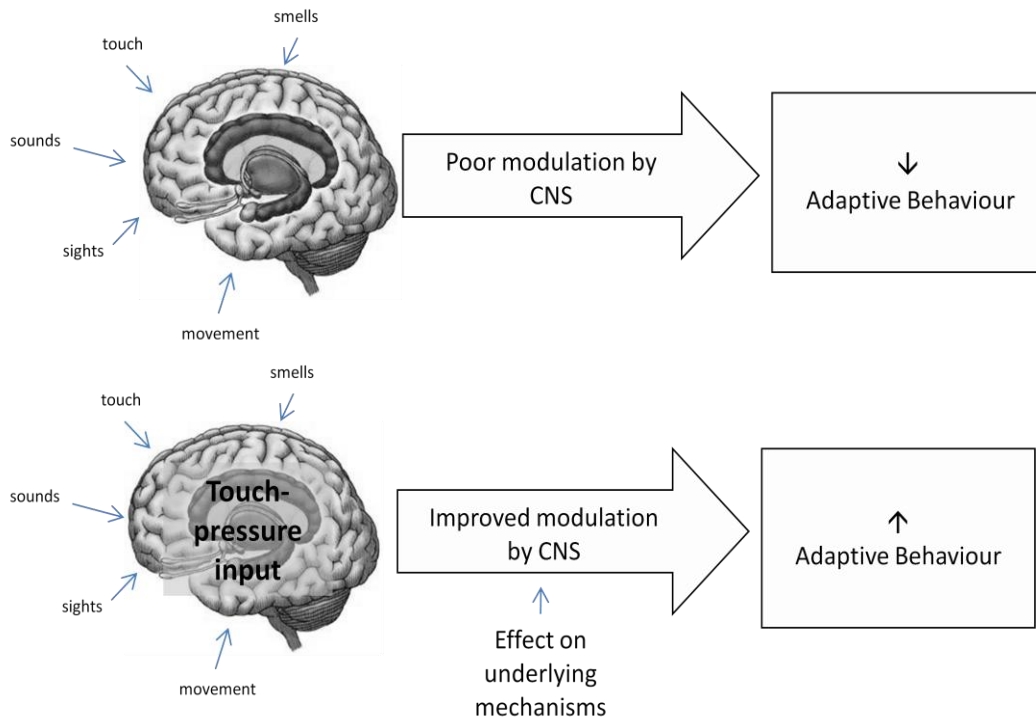 smells
touch
sounds
Poor modulation by
CNS
↓
Adaptive Behaviour
sights
movement
smells
touch
sounds
Touch-
pressure
input
Improved modulation
by CNS
↑
Adaptive Behaviour
sights
movement
Effect on
underlying
mechanisms